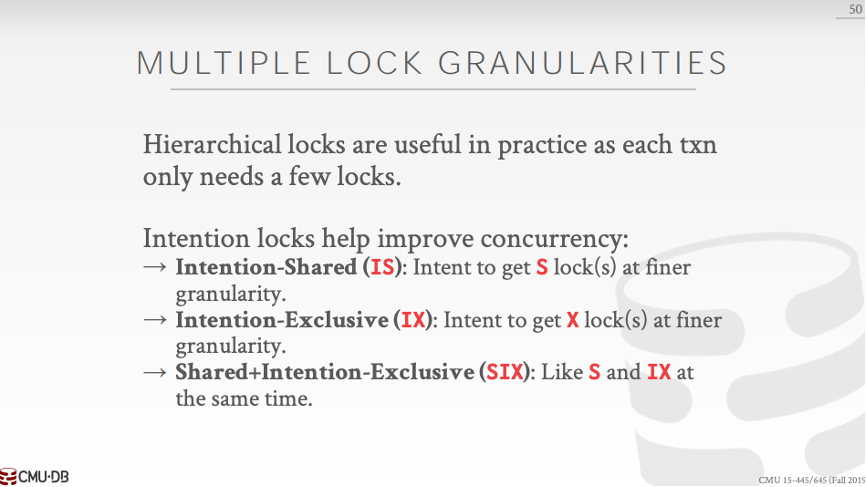 50
MULTIPLE LOCK GRANULARITIES
Hierarchical locks are useful in practice as each txn
only needs a few locks.
Intention locks help improve concurrency:
→ Intention-Shared (IS): Intent to get S lock(s) at finer
granularity.
→ Intention-Exclusive (IX): Intent to get X lock(s) at finer
granularity.
→ Shared+Intention-Exclusive (SIX): Like S and IX at
the same time.
CMU·DB
CMU 15-445/645 (Fall